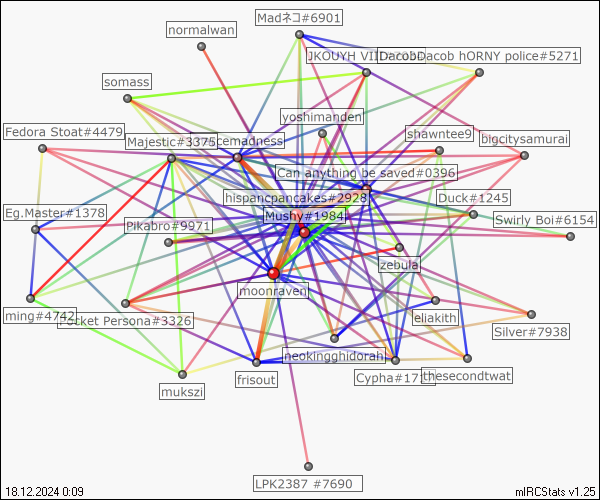 Madネコ#6901
normalwan
JKOUYH VII
DacobDacob hORNY police#5271
somass
yoshimanden
Fedora Stoat#4479
Majestic#3375
icemadness
shawntee9
bigcitysamurai
Can anything be saved#0396
hispancpancakes#2928
Duck#1245
Eg.Master#1378
Pikabro#9971
Mushy#1984
Swirly Boi#6154
zebula
moonraven
ming#4742
Pocket Persona#3326
eliakith
Silver#7938
neokingghidorah
frisout
Cypha#17
thesecondtwat
mukszi
LPK2387 #7690
18.12.2024 0:09
mIRCStats v1.25